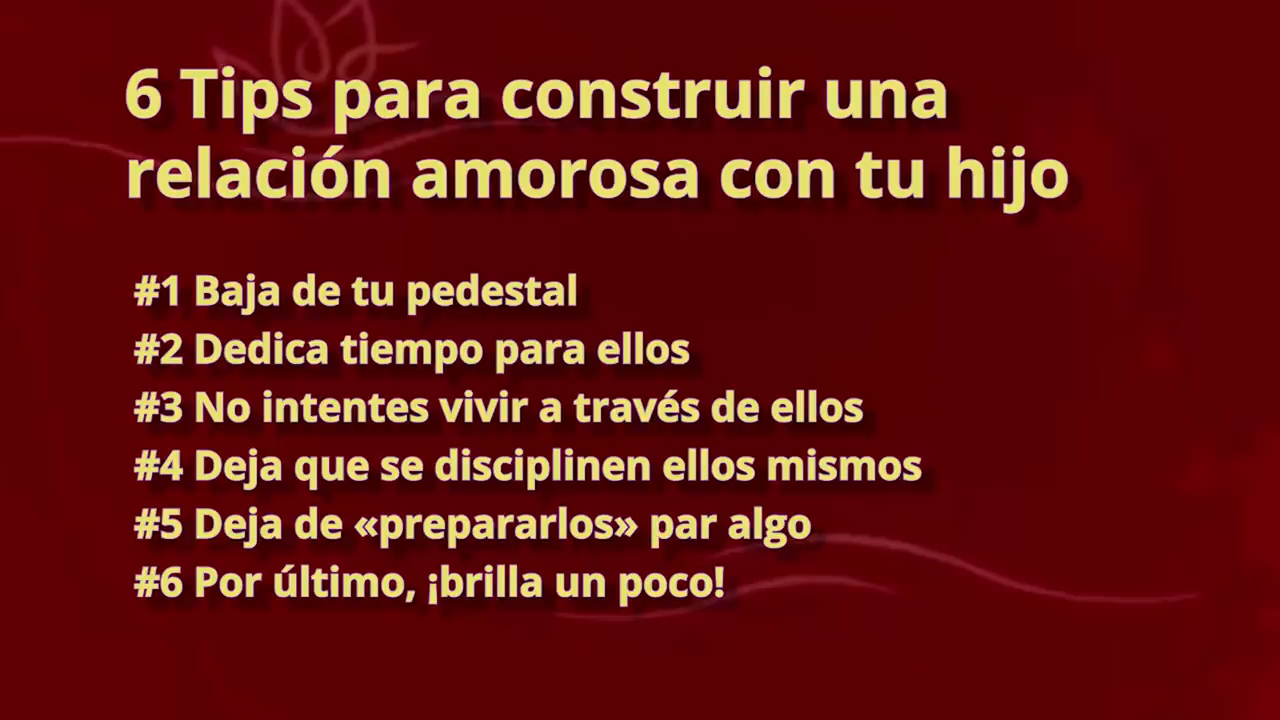 6 Tips para construir una
relación amorosa con tu hijo
#1 Baja de tu pedestal
#2 Dedica tiempo para ellos
#3 No intentes vivir a través de ellos
#4 Deja que se disciplinen ellos mismos
#5 Deja de «prepararlos» par algo
#6 Por último, ¡brilla un poco!